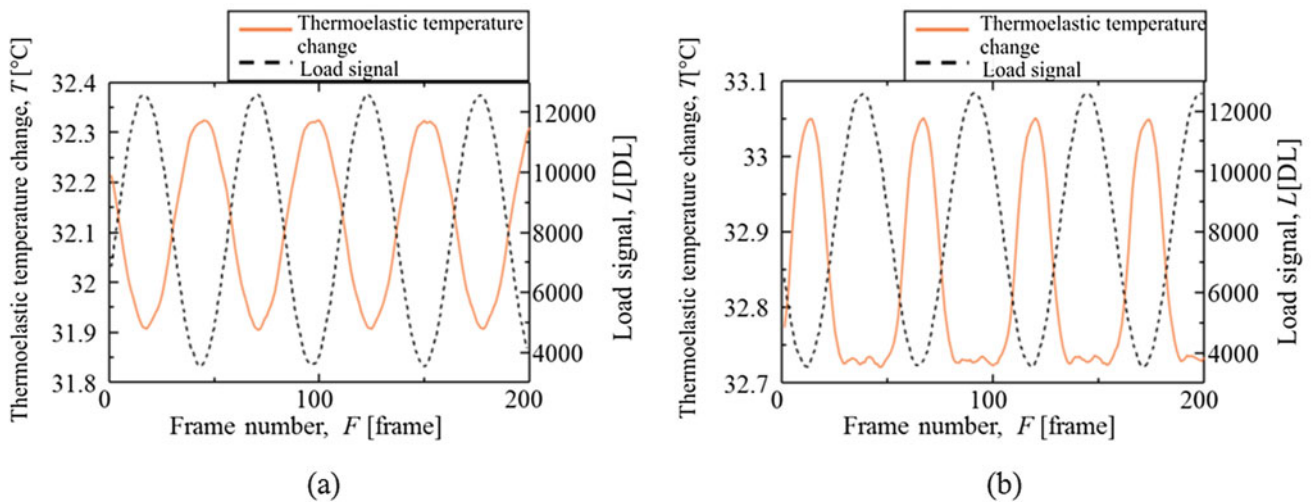 Thermoelastic temperature
change
Load signal
Thermoelastic temperature change, T [°C]
32.4
32.3
32.2
32.1
32
31.9
31.8
12000
10000
8000
6000
4000
Load signal, L[DL]
0
100
200
Frame number, F [frame]
(a)
Thermoelastic temperature
change
Load signal
Thermoelastic temperature change, T[°C]
33.1
33
32.9
32.8
32.7
12000
10000
8000
6000
4000
Load signal, L[DL]
0
100
200
Frame number, F [frame]
(b)